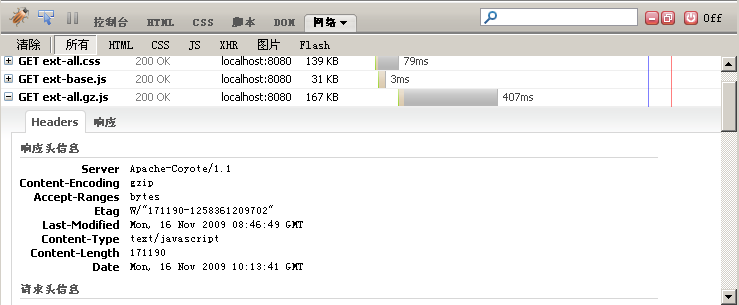 控制台 HTML CSS 脚本 DOM 网络 Off
清除 所有 HTML CSS JS XHR 图片 Flash
GET ext-all.css 200 OK localhost:8080 139 KB 79ms
GET ext-base.js 200 OK localhost:8080 31 KB 3ms
GET ext-all.gz.js 200 OK localhost:8080 167 KB 407ms
Headers 响应
响应头信息
Server Apache-Coyote/1.1
Content-Encoding gzip
Accept-Ranges bytes
Etag W/"171190-1258361209702"
Last-Modified Mon, 16 Nov 2009 08:46:49 GMT
Content-Type text/javascript
Content-Length 171190
Date Mon, 16 Nov 2009 10:13:41 GMT
请求头信息